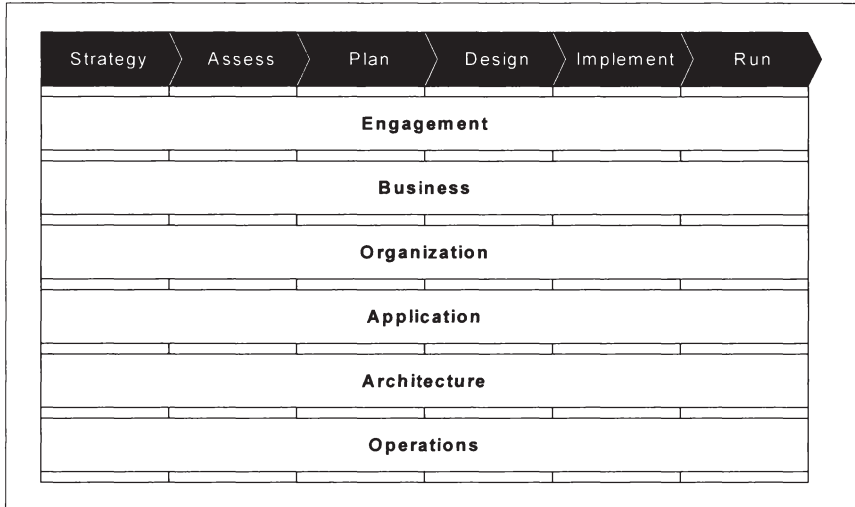 Strategy Assess Plan Design Implement Run
Engagement
Business
Organization
Application
Architecture
Operations